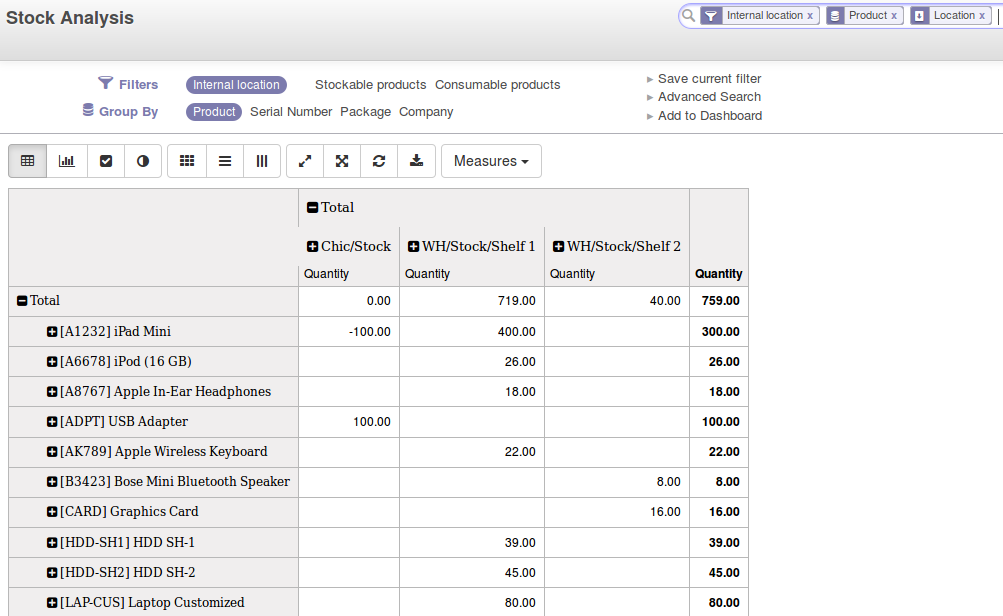 Stock Analysis
Internal location x Product x Location x
Filters Internal location Stockable products Consumable products
Group By Product Serial Number Package Company
Save current filter
Advanced Search
Add to Dashboard
Measures
Total
Chic/Stock WH/Stock/Shelf 1 WH/Stock/Shelf 2
Quantity Quantity Quantity Quantity
Total 0.00 719.00 40.00 759.00
[A1232] iPad Mini -100.00 400.00 300.00
[A6678] iPod (16 GB) 26.00 26.00
[A8767] Apple In-Ear Headphones 18.00 18.00
[ADPT] USB Adapter 100.00 100.00
[AK789] Apple Wireless Keyboard 22.00 22.00
[B3423] Bose Mini Bluetooth Speaker 8.00 8.00
[CARD] Graphics Card 16.00 16.00
[HDD-SH1] HDD SH-1 39.00 39.00
[HDD-SH2] HDD SH-2 45.00 45.00
[LAP-CUS] Laptop Customized 80.00 80.00